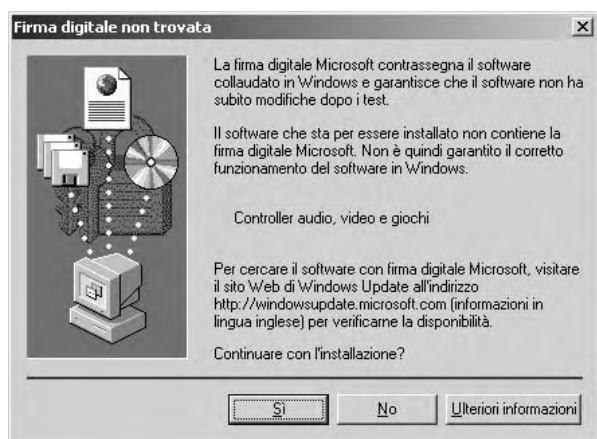 Firma digitale non trovata
La firma digitale Microsoft contrassegna il software
collaudato in Windows e garantisce che il software non ha
subito modifiche dopo i test.
Il software che sta per essere installato non contiene la
firma digitale Microsoft. Non è quindi garantito il corretto
funzionamento del software in Windows.
Controller audio, video e giochi
Per cercare il software con firma digitale Microsoft, visitare
il sito Web di Windows Update all'indirizzo
http://windowsupdate.microsoft.com (informazioni in
lingua inglese) per verificarne la disponibilità.
Continuare con l'installazione?
Sì
No
Ulteriori informazioni